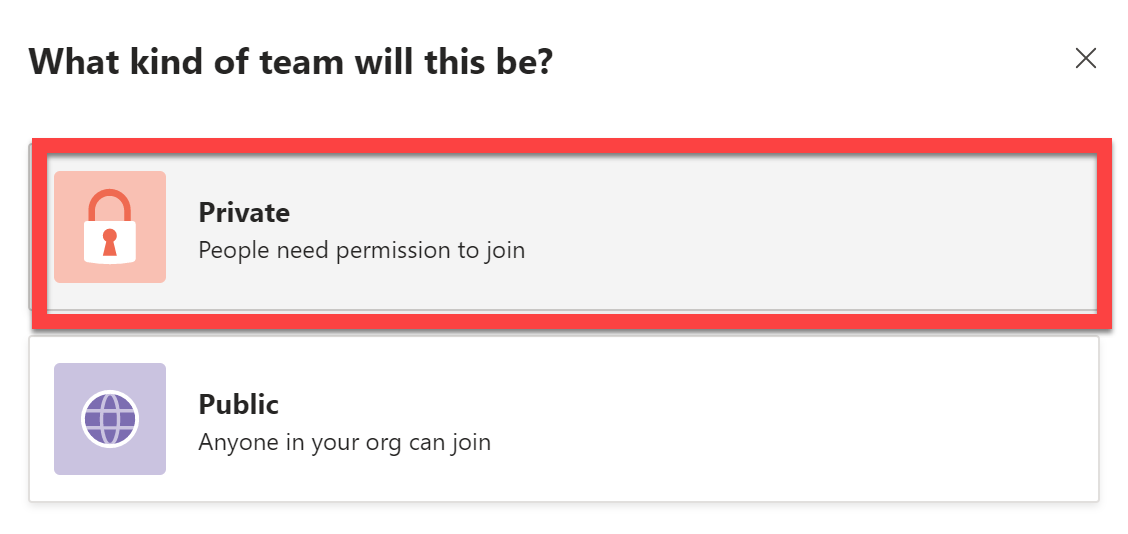 What kind of team will this be?
Private
People need permission to join
Public
Anyone in your org can join